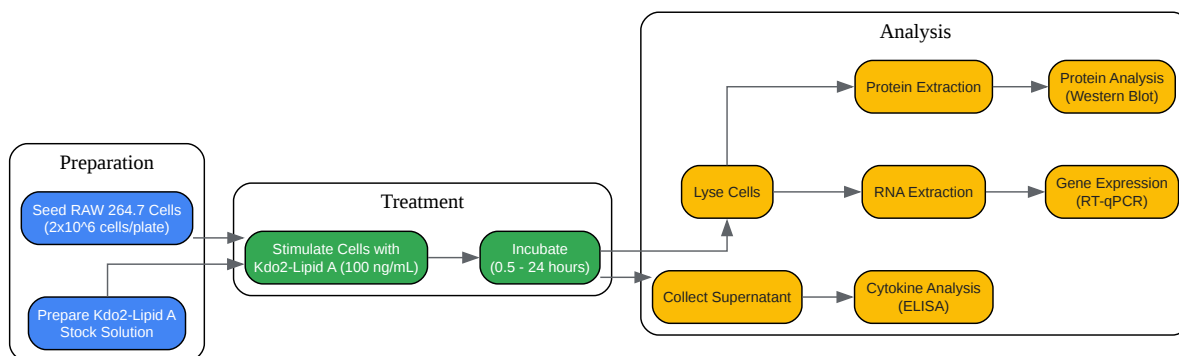 Preparation
Seed RAW 264.7 Cells
(2x10^6 cells/plate)
Prepare Kdo2-Lipid A
Stock Solution
Treatment
Stimulate Cells with
Kdo2-Lipid A (100 ng/mL)
Incubate
(0.5 - 24 hours)
Analysis
Protein Extraction
Protein Analysis
(Western Blot)
Lyse Cells
RNA Extraction
Gene Expression
(RT-qPCR)
Collect Supernatant
Cytokine Analysis
(ELISA)